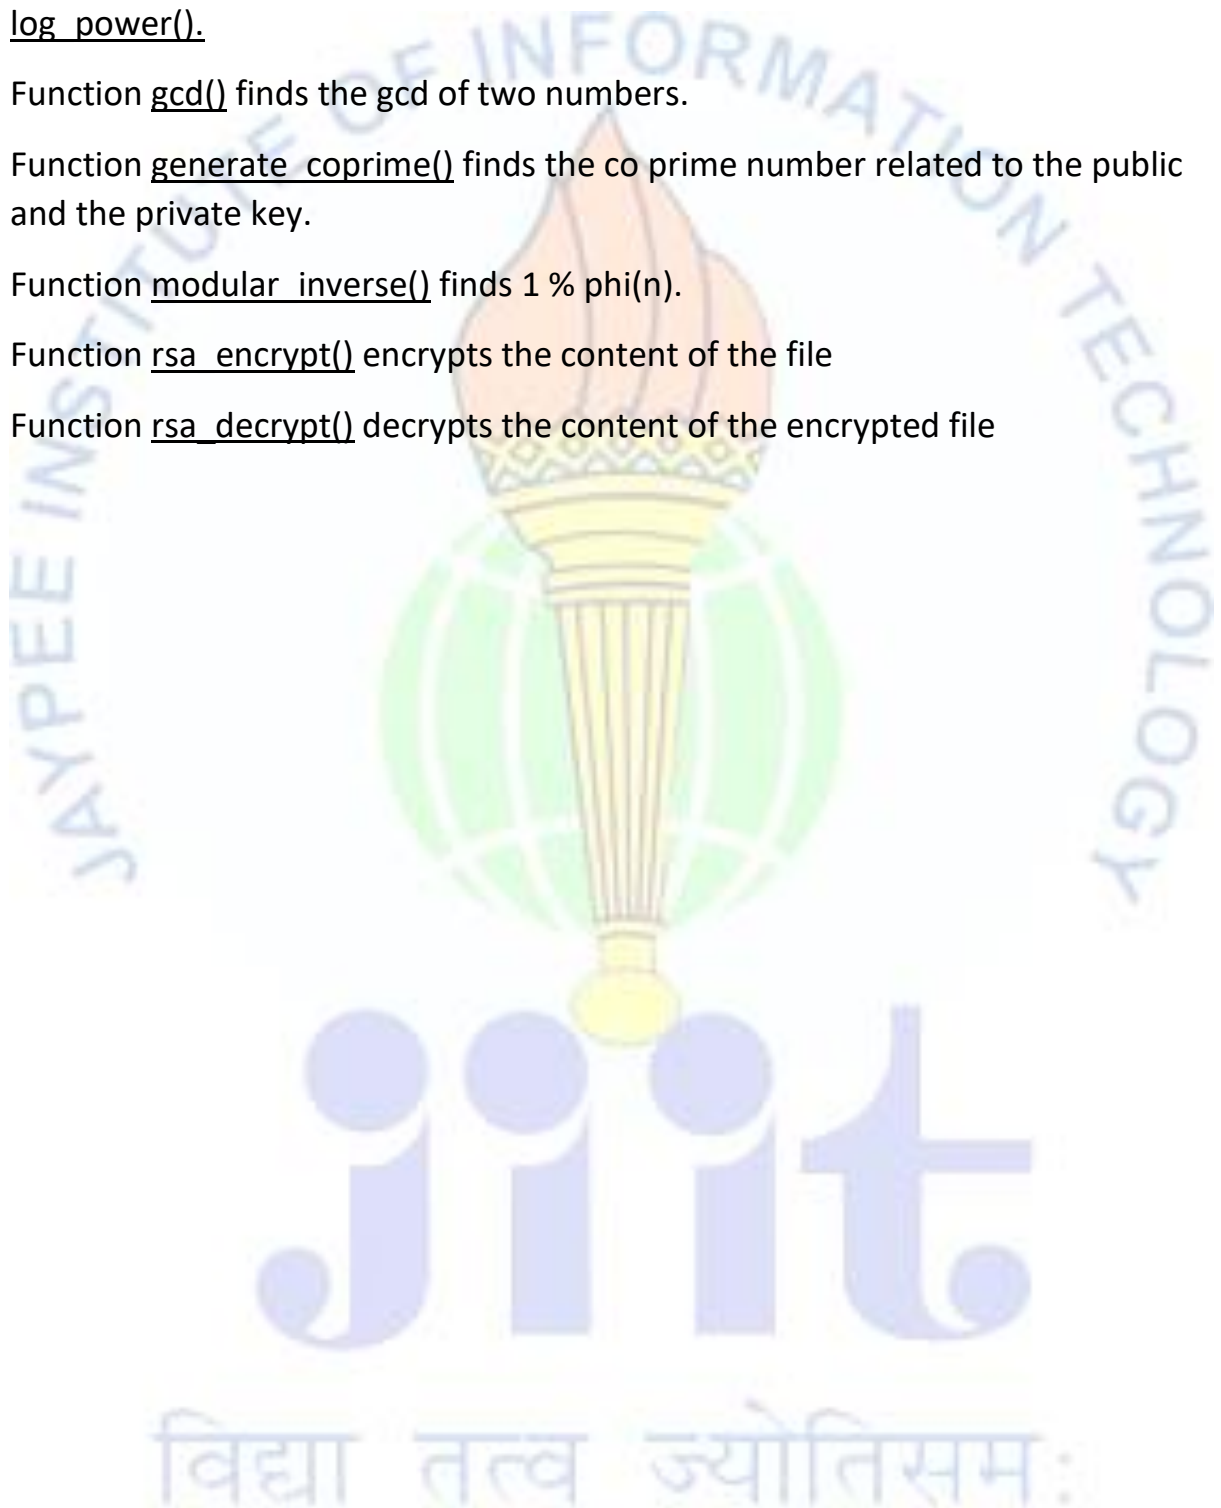 log_power().
Function gcd() finds the gcd of two numbers.
Function generate_coprime() finds the co prime number related to the public
and the private key.
Function modular_inverse() finds 1 % phi(n).
Function rsa_encrypt() encrypts the content of the file
Function rsa_decrypt() decrypts the content of the encrypted file
JAYPEE INSTITUTE OF INFORMATION TECHNOLOGY
jiit
विद्या तत्व ज्योतिसम: